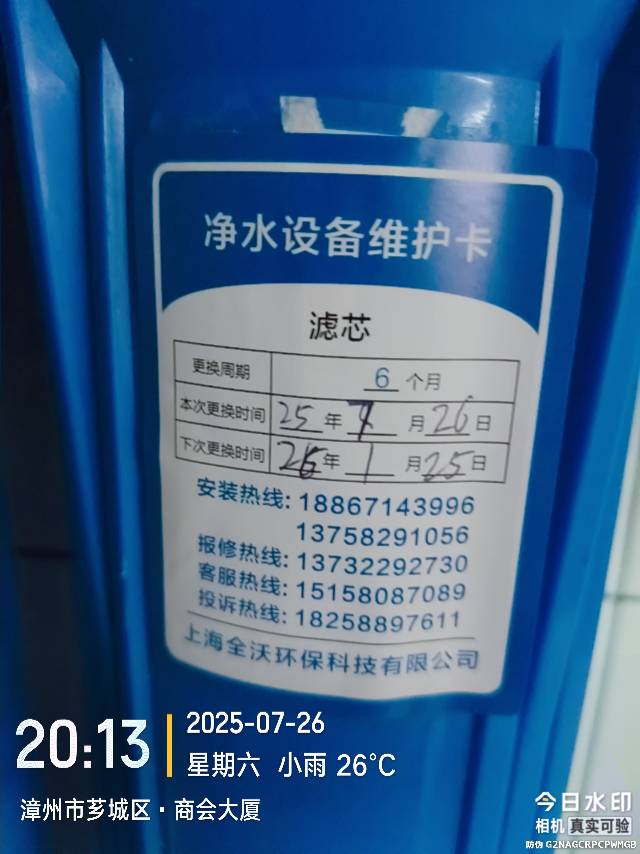 净水设备维护卡
滤芯
更换周期 6 个月
本次更换时间 25年 7 月 26日
下次更换时间 26年 1 月 25日
安装热线: 18867143996
13758291056
报修热线: 13732292730
客服热线: 15158087089
投诉热线: 18258897611
上海全沃环保科技有限公司
20:13
2025-07-26
星期六 小雨 26°C
漳州市芗城区·商会大厦
今日水印
相机 真实可验
防伪 G2NAGCRPCPWMGB